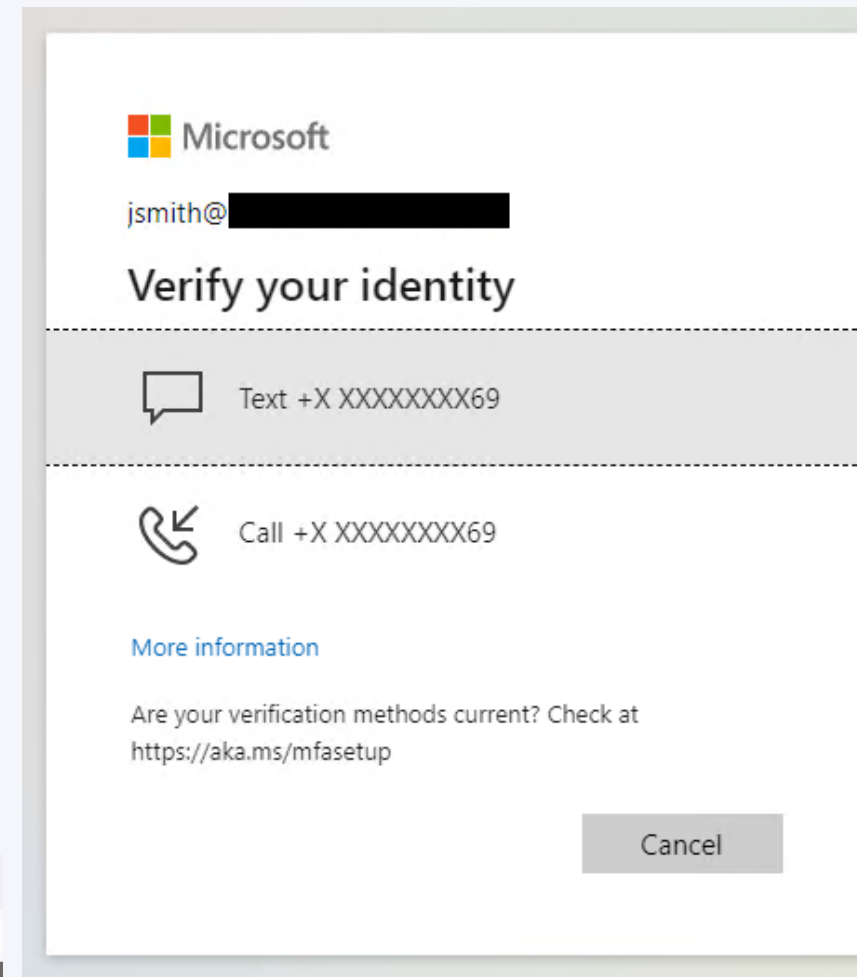 Microsoft
jsmith@
Verify your identity
Text +X XXXXXXXX69
Call +X XXXXXXXX69
More information
Are your verification methods current? Check at
https://aka.ms/mfasetup
Cancel